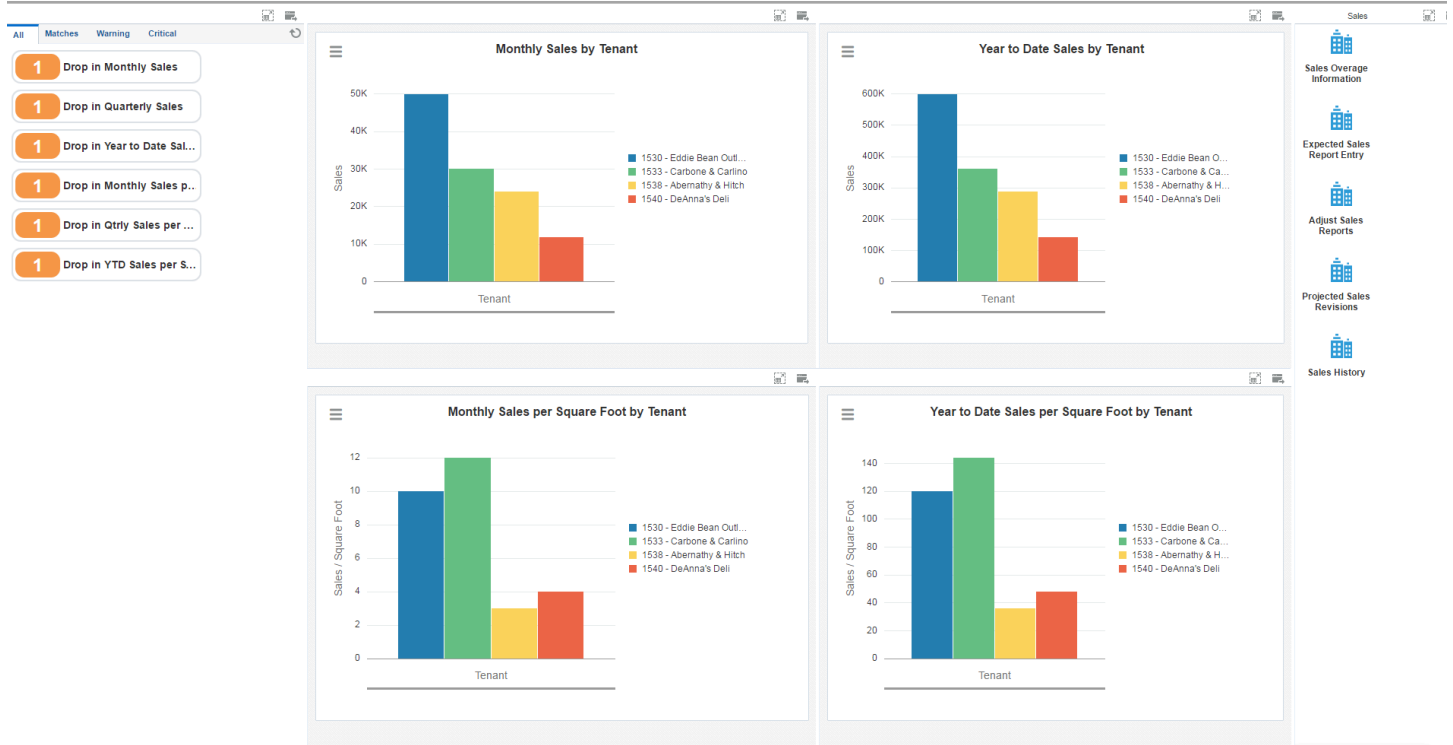 All Matches Warning Critical
1 Drop in Monthly Sales
1 Drop in Quarterly Sales
1 Drop in Year to Date Sal...
1 Drop in Monthly Sales p..
1 Drop in Qtrly Sales per ...
1 Drop in YTD Sales per S...
Monthly Sales by Tenant
50K
40K
30K
20K
10K
0
Sales
Tenant
1530 - Eddie Bean Outl...
1533 - Carbone & Carlino
1538 - Abernathy & Hitch
1540 - DeAnna's Deli
Year to Date Sales by Tenant
600K
500K
400K
300K
200K
100K
0
Sales
Tenant
1530 - Eddie Bean O...
1533 - Carbone & Ca...
1538 - Abernathy & H...
1540 - DeAnna's Deli
Monthly Sales per Square Foot by Tenant
12
10
8
6
4
2
0
Sales / Square Foot
Tenant
1530 - Eddie Bean Outl...
1533 - Carbone & Carlino
1538 - Abernathy & Hitch
1540 - DeAnna's Deli
Year to Date Sales per Square Foot by Tenant
140
120
100
80
60
40
20
0
Sales / Square Foot
Tenant
1530 - Eddie Bean O...
1533 - Carbone & Ca...
1538 - Abernathy & H...
1540 - DeAnna's Deli
Sales
Sales Overage
Information
Expected Sales
Report Entry
Adjust Sales
Reports
Projected Sales
Revisions
Sales History